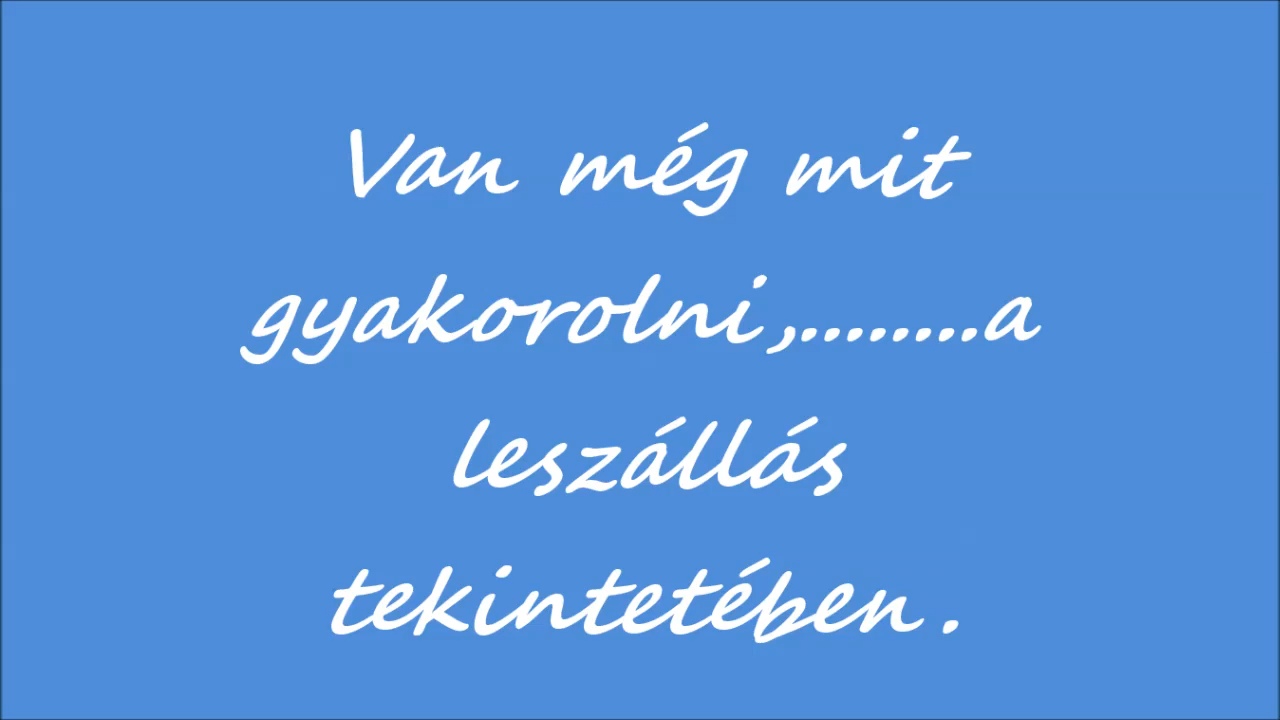 Van még mit
gyakorolni,........a
leszállás
tekintetében.